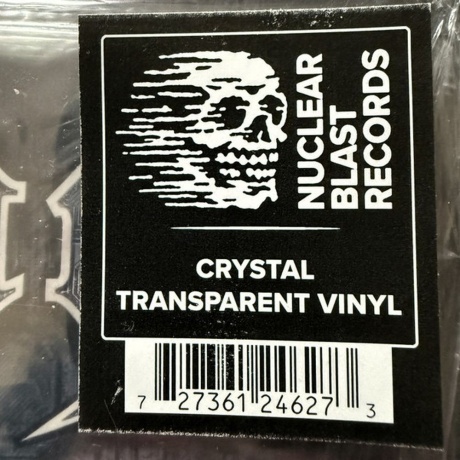 NUCLEAR
BLAST
RECORDS
CRYSTAL
TRANSPARENT VINYL
7 27361 24627 3